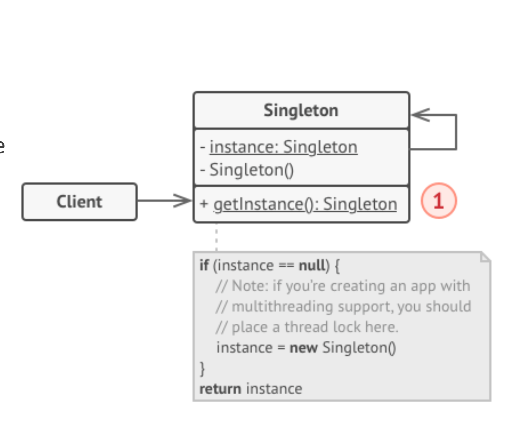 Singleton
e
- instance: Singleton
- Singleton()
Client
+ getInstance(): Singleton
1
if (instance == null) {
// Note: if you're creating an app with
// multithreading support, you should
// place a thread lock here.
instance = new Singleton()
}
return instance